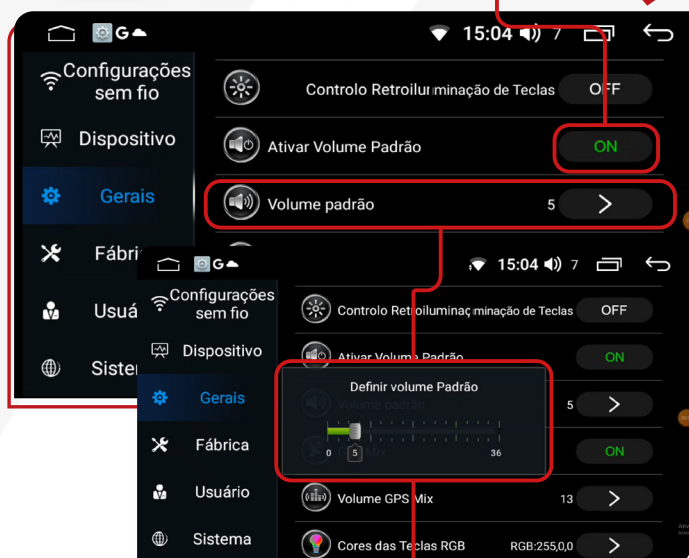 G 15:04 7
Configurações
sem fio
Controlo Retroiluminação de Teclas OFF
Dispositivo
Ativar Volume Padrão ON
Gerais
Volume padrão 5
Fábri
Usuá
Siste
G 15:04 7
Configurações
sem fio
Controlo Retroiluminaç minação de Teclas OFF
Dispositivo
Ativar Volume Padrão ON
Definir volume Padrão
Gerais
Volume padrão 5
0 5 36
Fábrica
Mix ON
Usuário
Volume GPS Mix 13
Sistema
Cores das Teclas RGB RGB:255,0,0